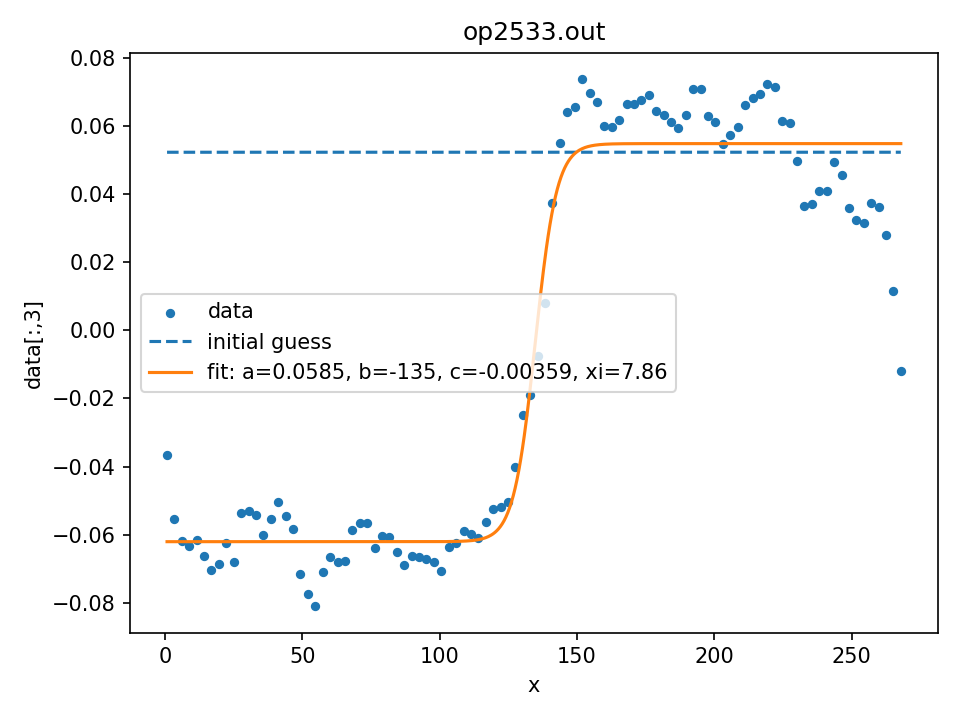 op2533.out
0.08
0.06
0.04
0.02
0.00
−0.02
−0.04
−0.06
−0.08
data[:,3]
data
initial guess
fit: a=0.0585, b=-135, c=-0.00359, xi=7.86
0 50 100 150 200 250
x